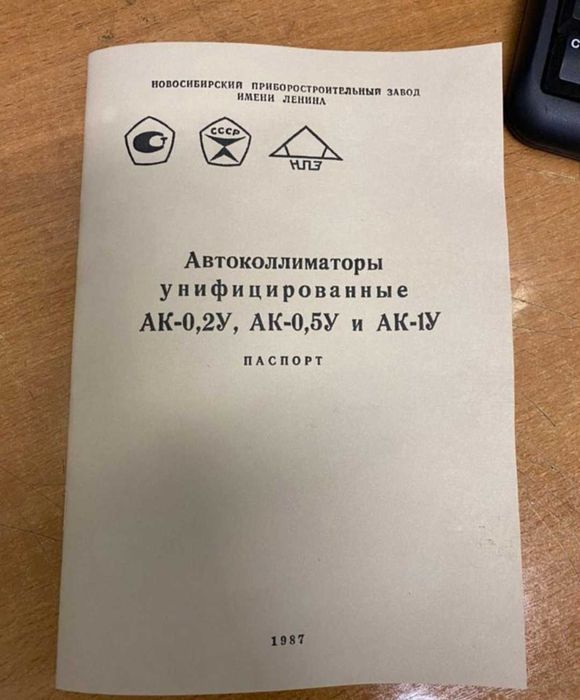 НОВОСИБИРСКИЙ ПРИБОРОСТРОИТЕЛЬНЫЙ ЗАВОД
ИМЕНИ ЛЕНИНА
СССР
НПЗ
Автоколлиматоры
унифицированные
АК-0,2У, АК-0,5У и АК-1У
ПАСПОРТ
1987